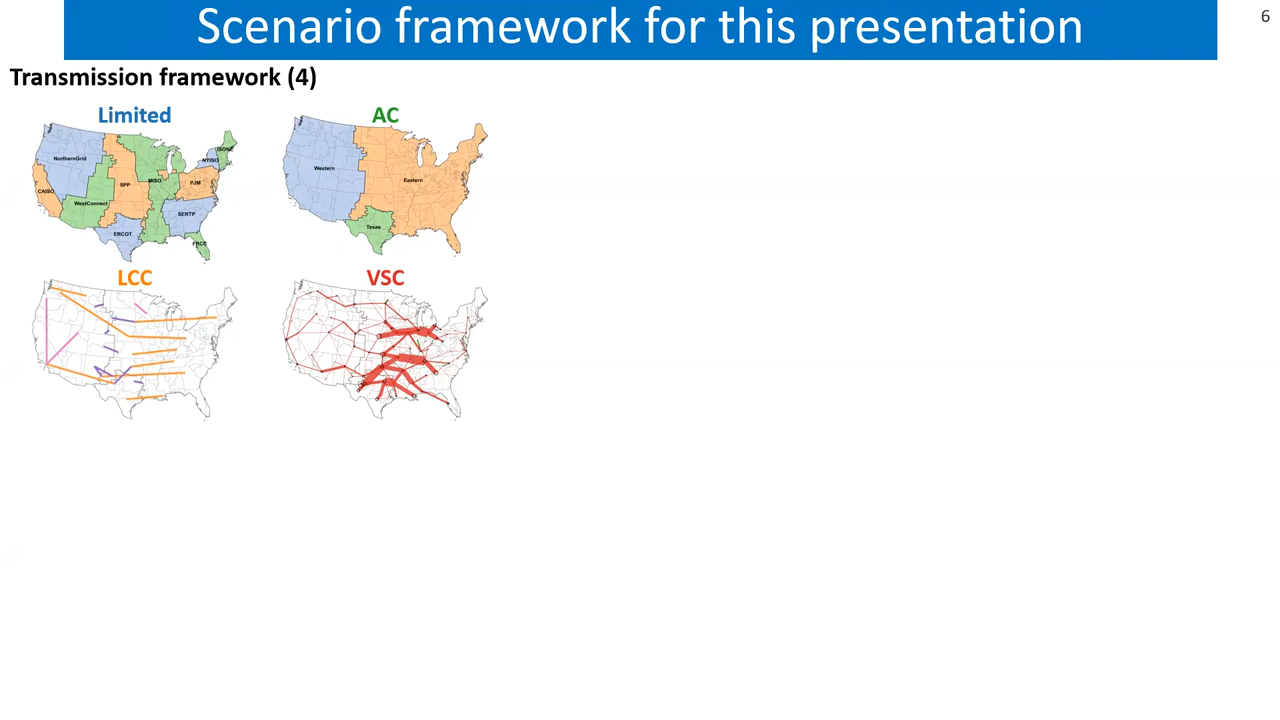 Scenario framework for this presentation
6
Transmission framework (4)
Limited
AC
NorthernGrid
ISONE
NYISO
CAISO
SPP
MISO
PJM
WestConnect
SERTP
ERCOT
FRCC
Western
Eastern
Texas
LCC
VSC